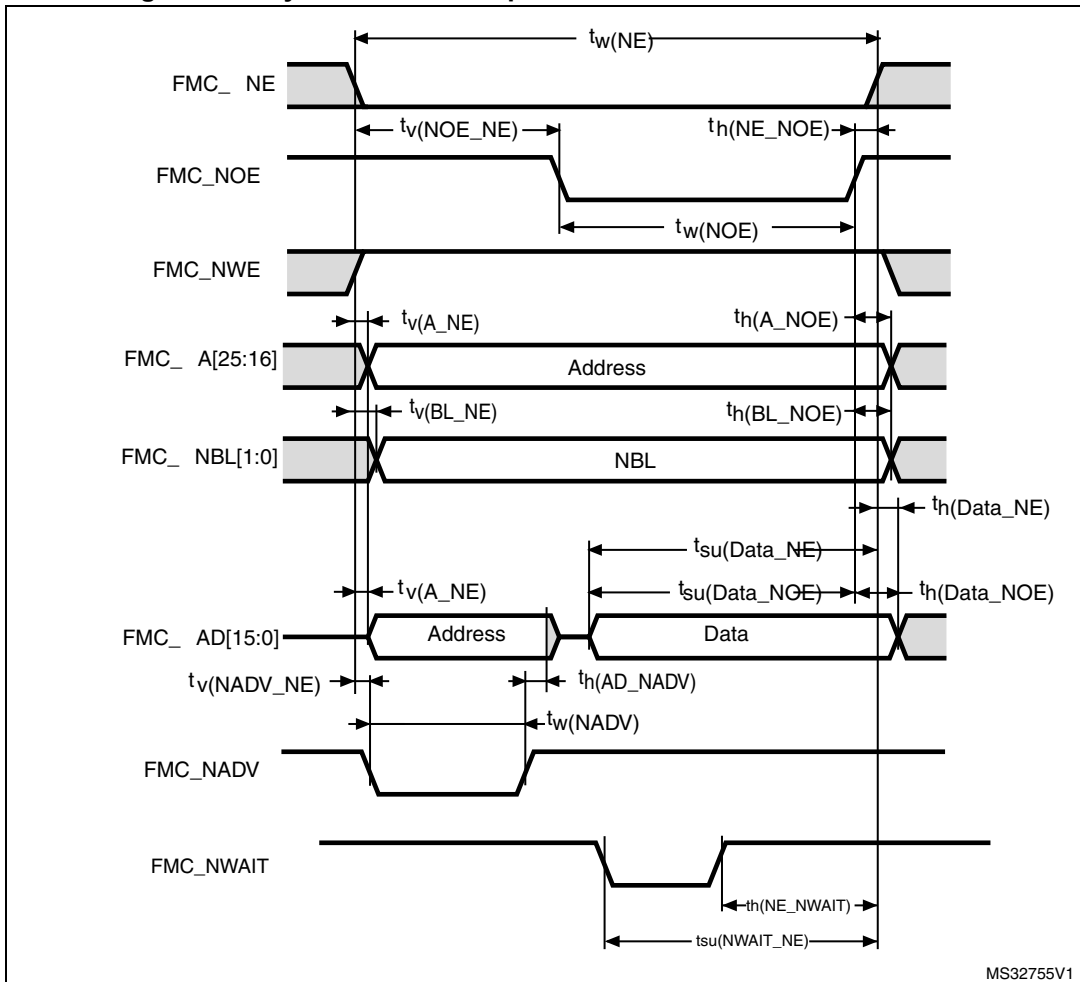 tw(NE)
FMC_ NE
tv(NOE_NE)
th(NE_NOE)
FMC_NOE
tw(NOE)
FMC_NWE
tv(A_NE)
th(A_NOE)
FMC_ A[25:16]
Address
tv(BL_NE)
th(BL_NOE)
FMC_ NBL[1:0]
NBL
th(Data_NE)
tsu(Data_NE)
tv(A_NE)
tsu(Data_NOE)
th(Data_NOE)
FMC_ AD[15:0]
Address
Data
tv(NADV_NE)
th(AD_NADV)
tw(NADV)
FMC_NADV
FMC_NWAIT
th(NE_NWAIT)
tsu(NWAIT_NE)
MS32755V1